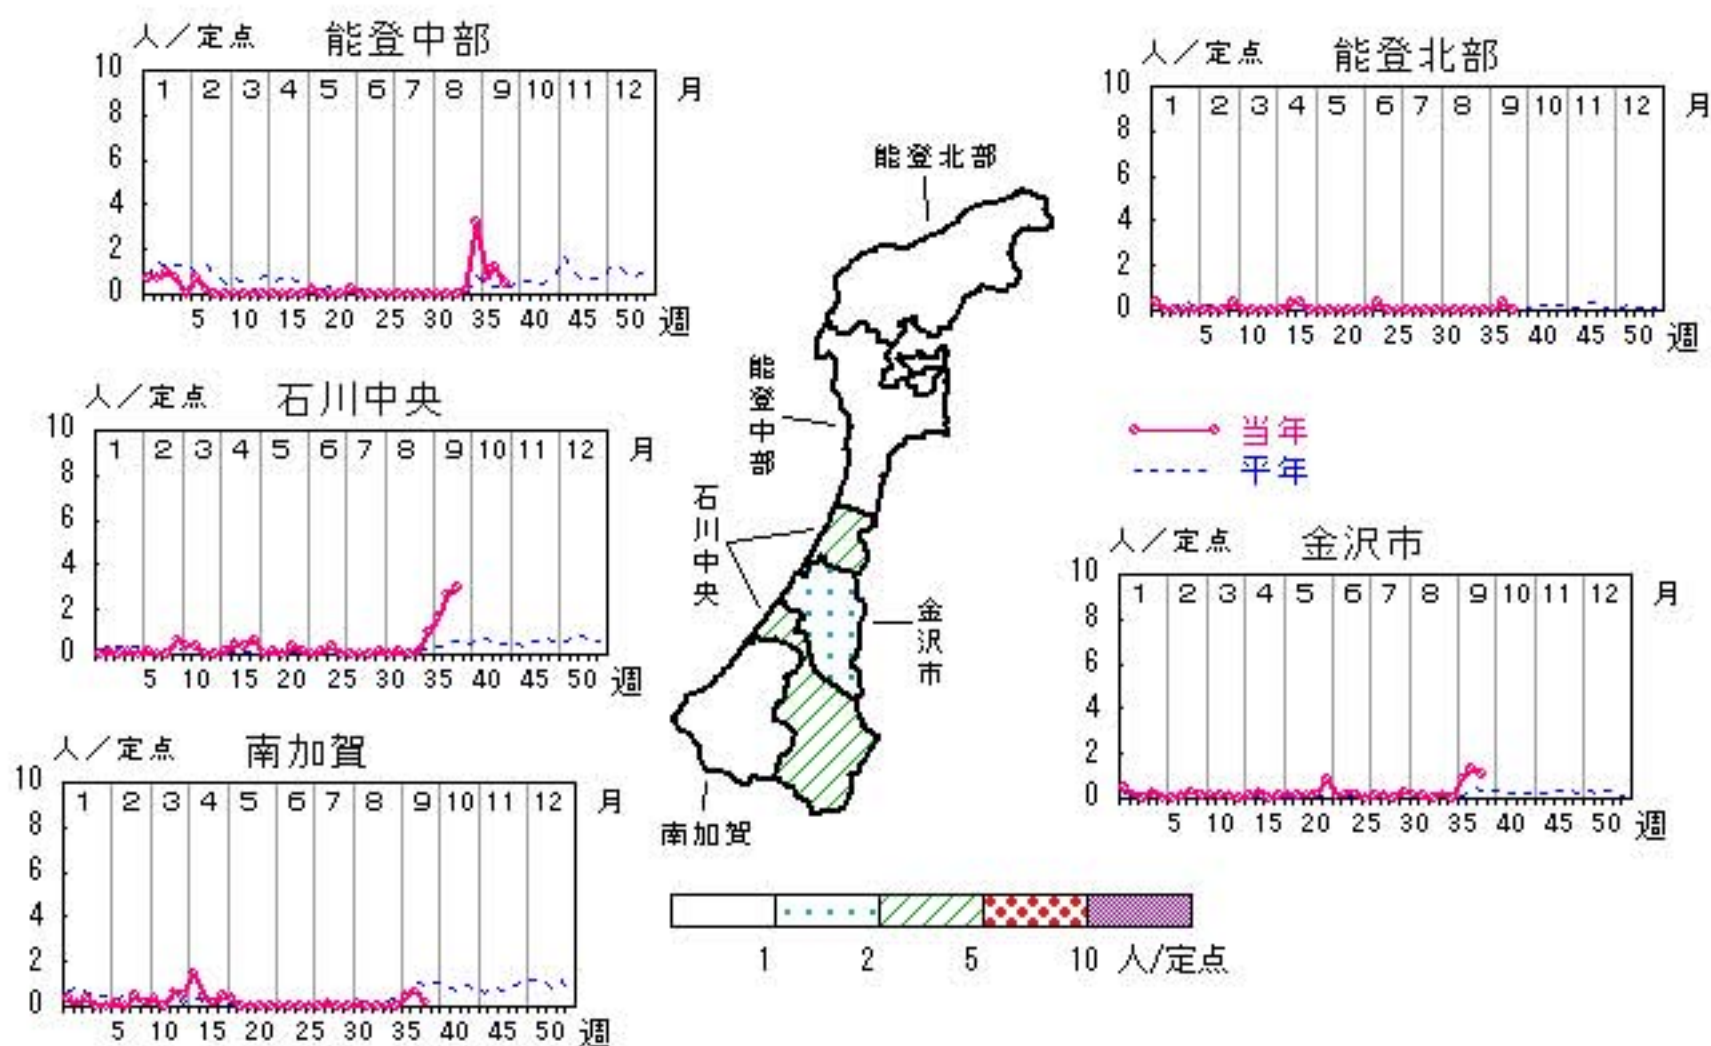 人／定点 能登中部
10 8 6 4 2 0
1 2 3 4 5 6 7 8 9 10 11 12 月
5 10 15 20 25 30 35 40 45 50 週
人／定点 能登北部
10 8 6 4 2 0
1 2 3 4 5 6 7 8 9 10 11 12 月
5 10 15 20 25 30 35 40 45 50 週
人／定点 石川中央
10 8 6 4 2 0
1 2 3 4 5 6 7 8 9 10 11 12 月
5 10 15 20 25 30 35 40 45 50 週
当年
平年
人／定点 金沢市
10 8 6 4 2 0
1 2 3 4 5 6 7 8 9 10 11 12 月
5 10 15 20 25 30 35 40 45 50 週
人／定点 南加賀
10 8 6 4 2 0
1 2 3 4 5 6 7 8 9 10 11 12 月
5 10 15 20 25 30 35 40 45 50 週
能登北部
能登中部
石川中央
金沢市
南加賀
1 2 5 10 人/定点